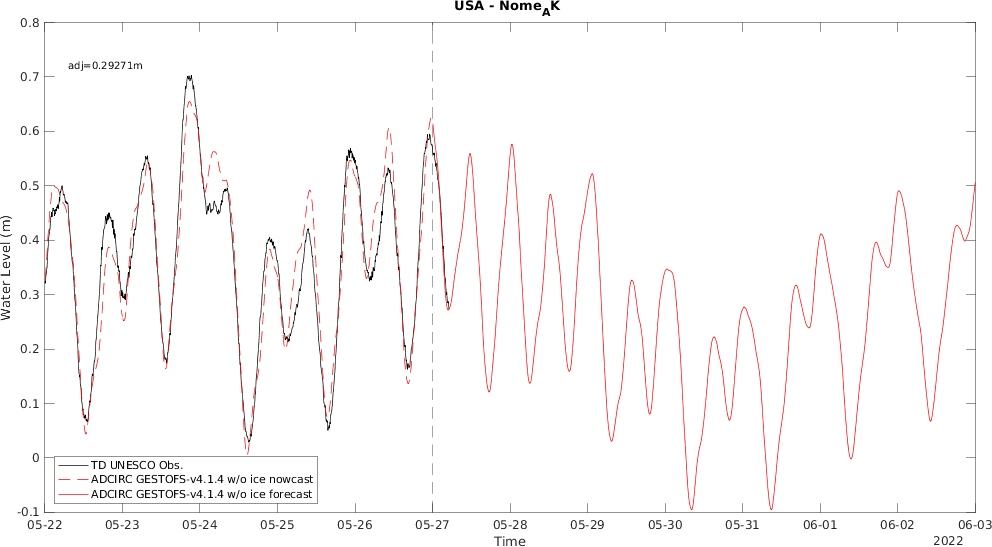 USA - Nome_AK
adj=0.29271m
Water Level (m)
0.8
0.7
0.6
0.5
0.4
0.3
0.2
0.1
0
-0.1
TD UNESCO Obs.
ADCIRC GESTOFS-v4.1.4 w/o ice nowcast
ADCIRC GESTOFS-v4.1.4 w/o ice forecast
05-22 05-23 05-24 05-25 05-26 05-27 05-28 05-29 05-30 05-31 06-01 06-02 06-03
Time
2022